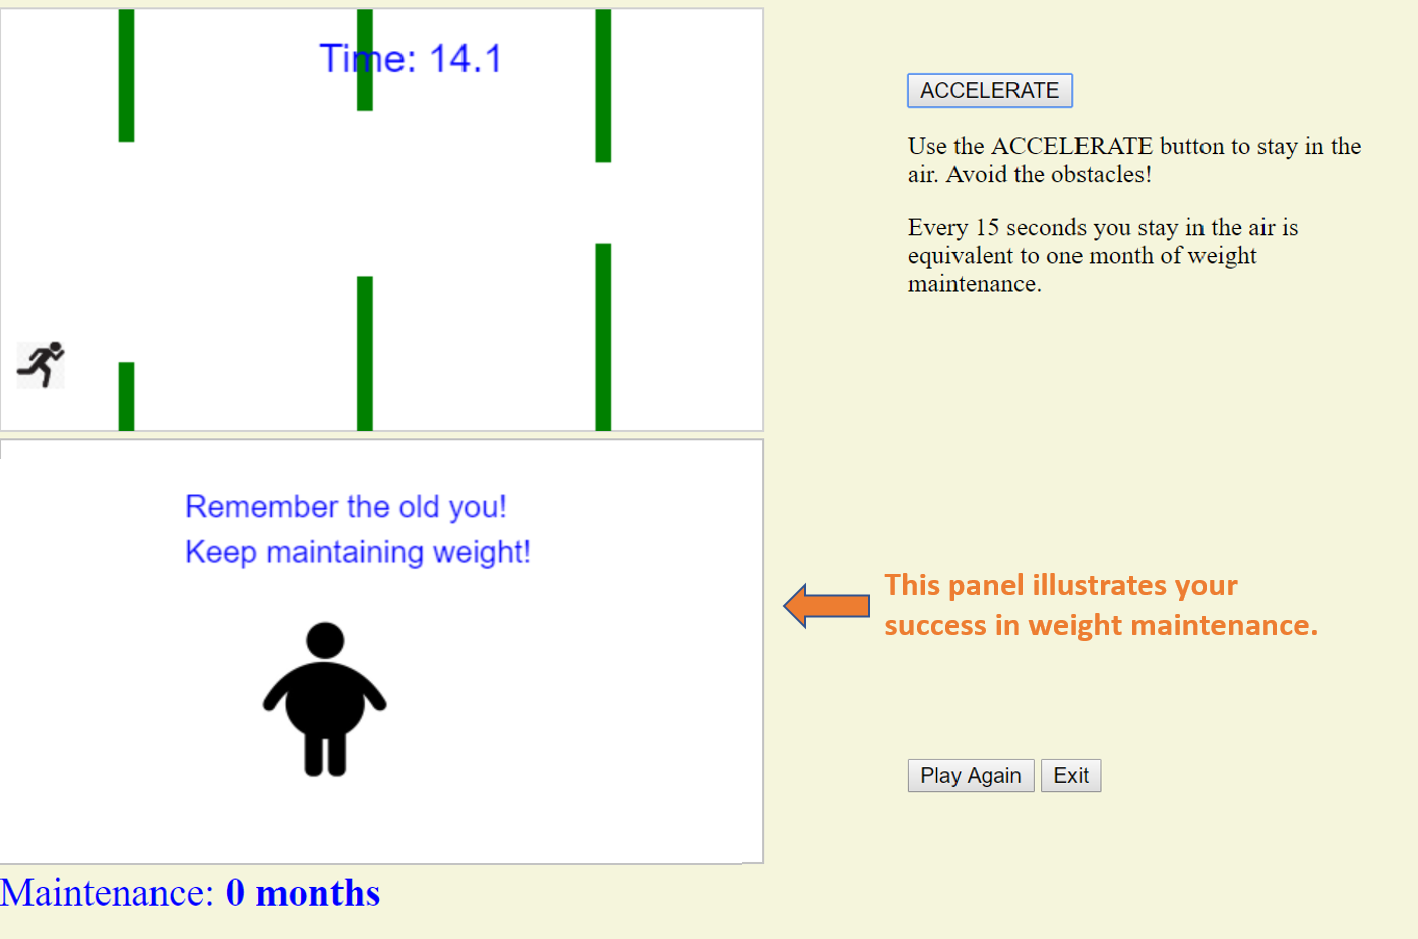 Time: 14.1
ACCELERATE
Use the ACCELERATE button to stay in the
air. Avoid the obstacles!
Every 15 seconds you stay in the air is
equivalent to one month of weight
maintenance.
Remember the old you!
Keep maintaining weight!
This panel illustrates your
success in weight maintenance.
Play Again
Exit
Maintenance: 0 months